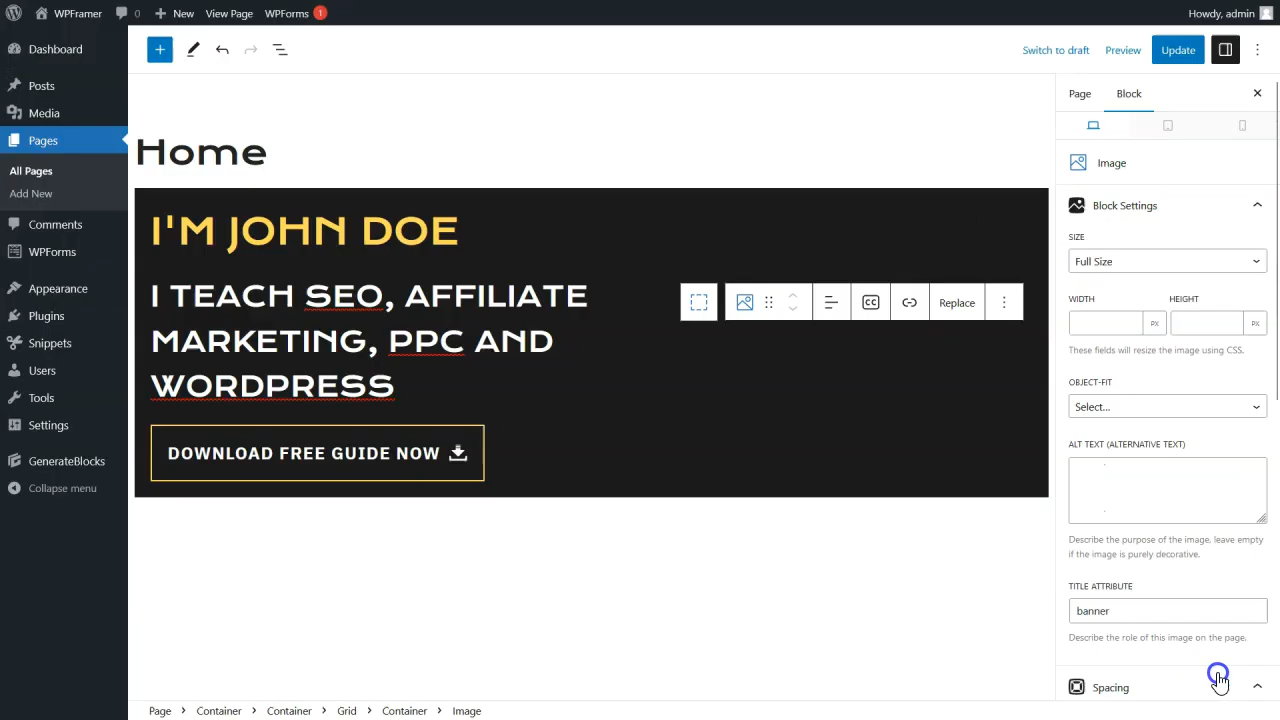 WPFramer 0 New View Page WPForms 1 Howdy, admin
Dashboard
Posts
Media
Pages
All Pages
Add New
Comments
WPForms
Appearance
Plugins
Snippets
Users
Tools
Settings
GenerateBlocks
Collapse menu
Switch to draft Preview Update
Home
I'M JOHN DOE
I TEACH SEO, AFFILIATE
MARKETING, PPC AND
WORDPRESS
DOWNLOAD FREE GUIDE NOW
CC Replace
Page Block
Image
Block Settings
SIZE
Full Size
WIDTH HEIGHT
PX PX
These fields will resize the image using CSS.
OBJECT-FIT
Select...
ALT TEXT (ALTERNATIVE TEXT)
Describe the purpose of the image, leave empty
if the image is purely decorative.
TITLE ATTRIBUTE
banner
Describe the role of this image on the page.
Spacing
Page Container Container Grid Container Image